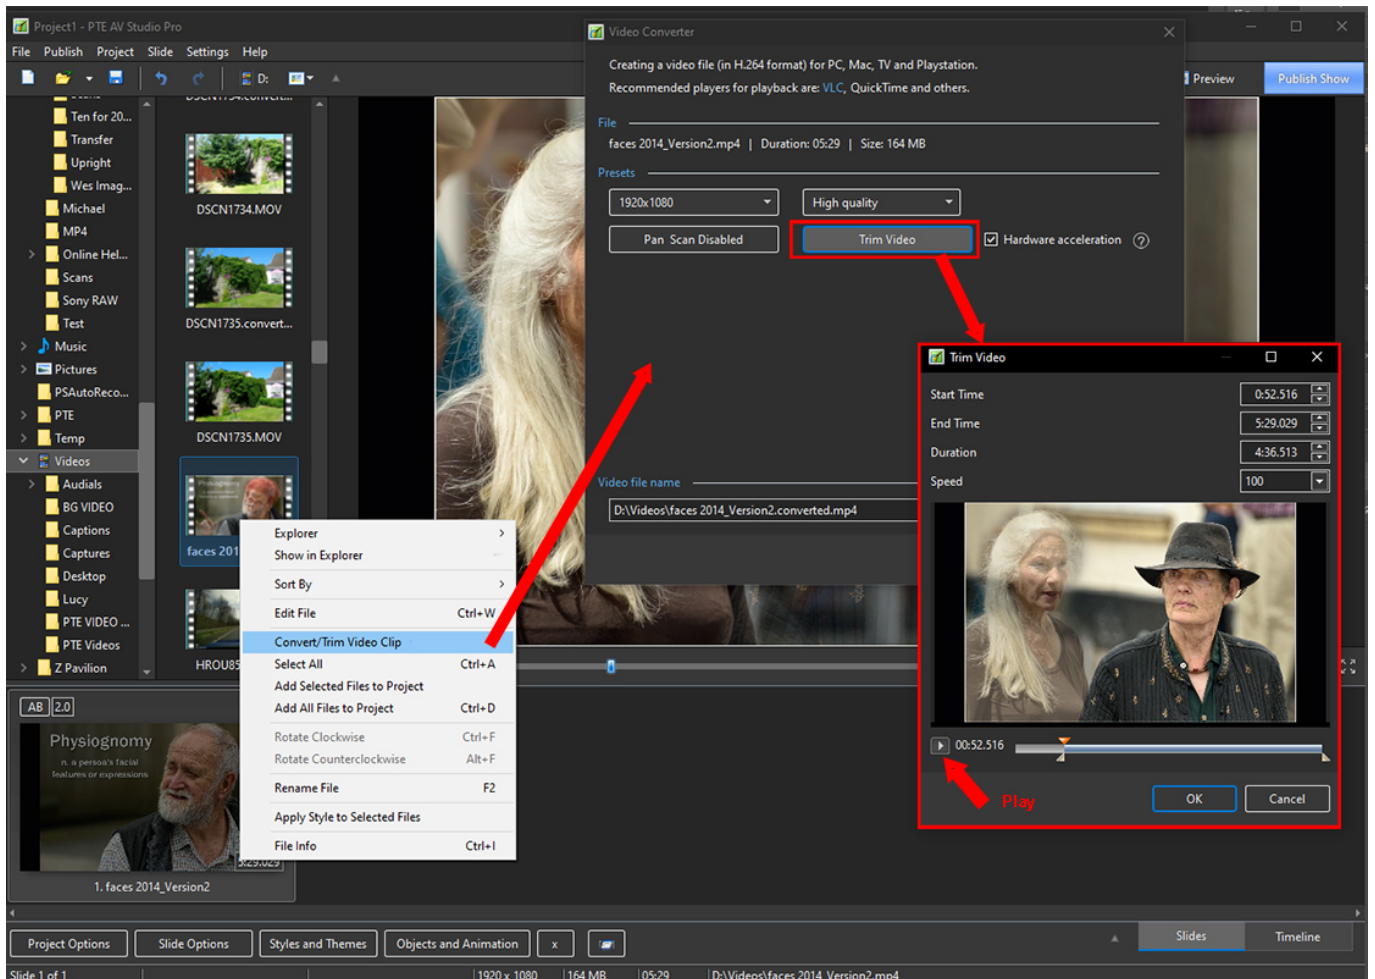 Project1 - PTE AV Studio Pro
File Publish Project Slide Settings Help
D:
Preview
Publish Show
Ten for 20...
Transfer
Upright
Wes Imag...
Michael
MP4
Online Hel...
Scans
Sony RAW
Test
Music
Pictures
PSAutoReco...
PTE
Temp
Videos
Audials
BG VIDEO
Captions
Captures
Desktop
Lucy
PTE VIDEO ...
PTE Videos
Z Pavilion
DSCN1734.MOV
DSCN1735.convert...
DSCN1735.MOV
Physiognomy
faces 201
HROU85
Explorer
Show in Explorer
Sort By
Edit File Ctrl+W
Convert/Trim Video Clip
Select All Ctrl+A
Add Selected Files to Project
Add All Files to Project Ctrl+D
Rotate Clockwise Ctrl+F
Rotate Counterclockwise Alt+F
Rename File F2
Apply Style to Selected Files
File Info Ctrl+I
Video Converter
Creating a video file (in H.264 format) for PC, Mac, TV and Playstation.
Recommended players for playback are: VLC, QuickTime and others.
File
faces 2014_Version2.mp4 | Duration: 05:29 | Size: 164 MB
Presets
1920x1080 High quality
Pan Scan Disabled Trim Video Hardware acceleration ?
Video file name
D:\Videos\faces 2014_Version2.converted.mp4
Trim Video
Start Time 0:52.516
End Time 5:29.029
Duration 4:36.513
Speed 100
00:52.516
Play
OK Cancel
AB 2.0
Physiognomy
n. a person's facial
features or expressions
5:29.029
1. faces 2014_Version2
Project Options Slide Options Styles and Themes Objects and Animation x
Slides Timeline
Slide 1 of 1 1920 x 1080 164 MB 05:29 D:\Videos\faces 2014_Version2.mp4